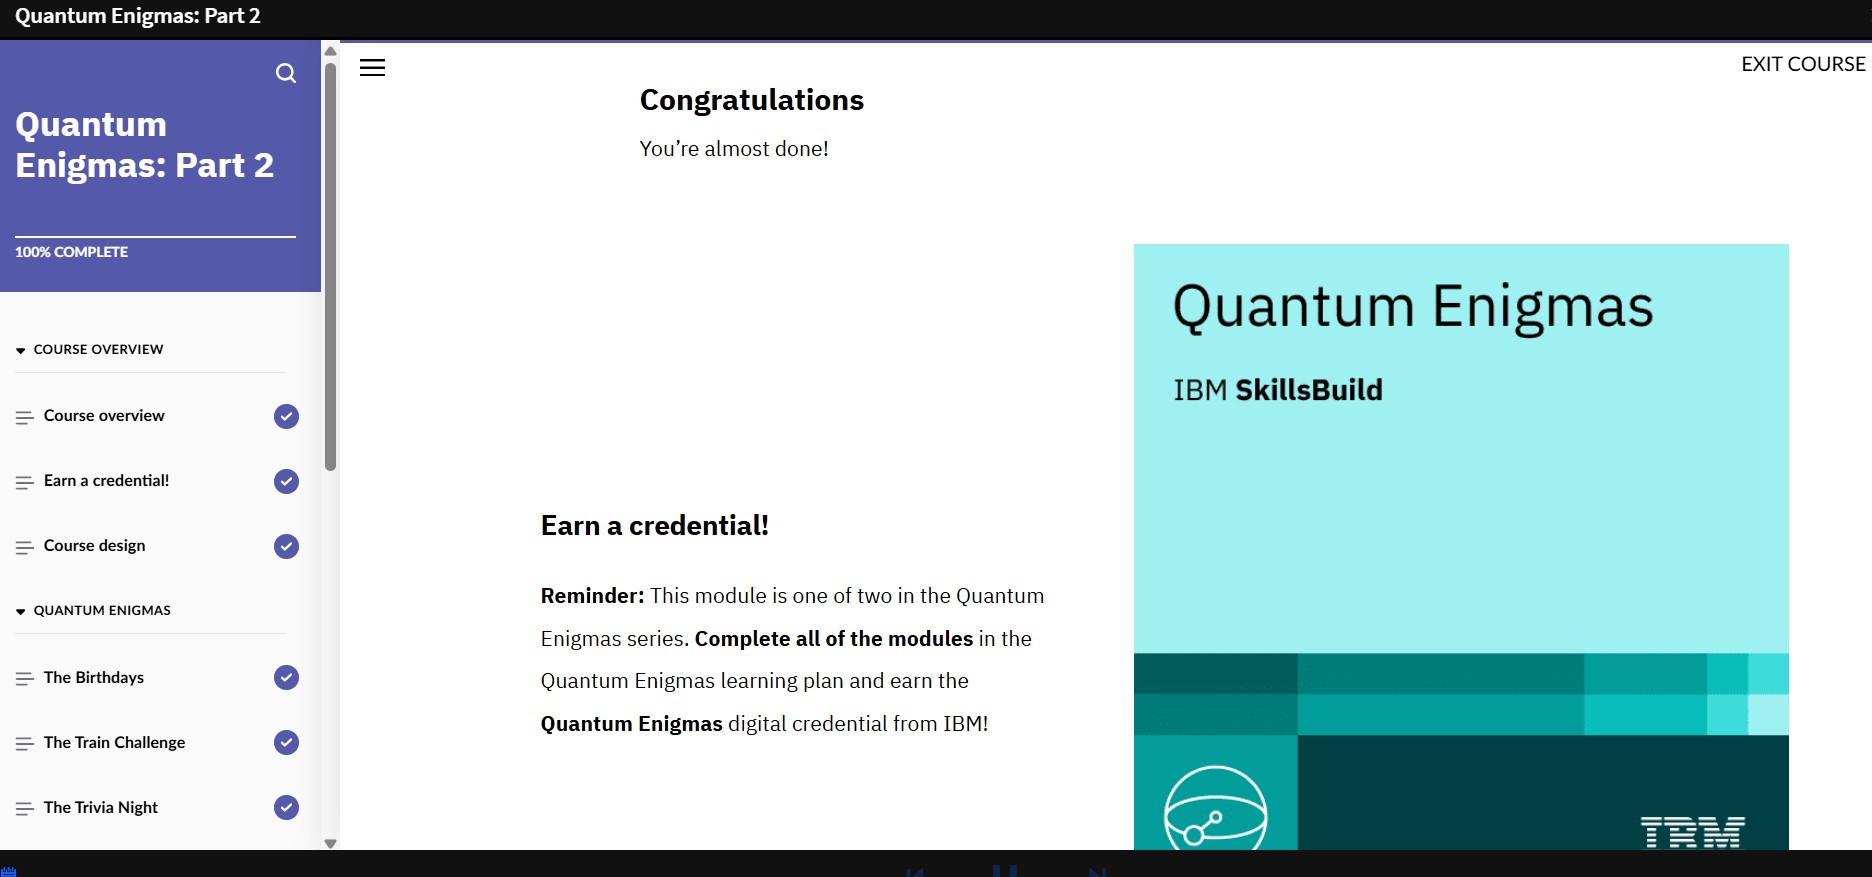 Quantum Enigmas: Part 2
Quantum
Enigmas: Part 2
100% COMPLETE
COURSE OVERVIEW
Course overview
Earn a credential!
Course design
QUANTUM ENIGMAS
The Birthdays
The Train Challenge
The Trivia Night
EXIT COURSE
Congratulations
You’re almost done!
Earn a credential!
Reminder: This module is one of two in the Quantum
Enigmas series. Complete all of the modules in the
Quantum Enigmas learning plan and earn the
Quantum Enigmas digital credential from IBM!
Quantum Enigmas
IBM SkillsBuild
IBM